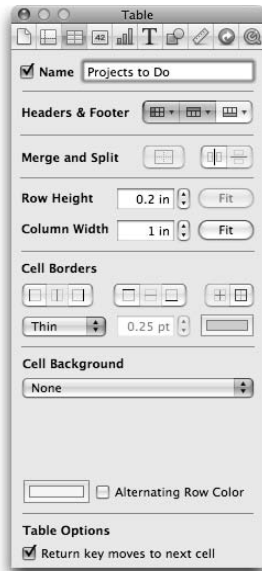 Table
42
Name Projects to Do
Headers & Footer
Merge and Split
Row Height 0.2 in Fit
Column Width 1 in Fit
Cell Borders
Thin 0.25 pt
Cell Background
None
Alternating Row Color
Table Options
Return key moves to next cell